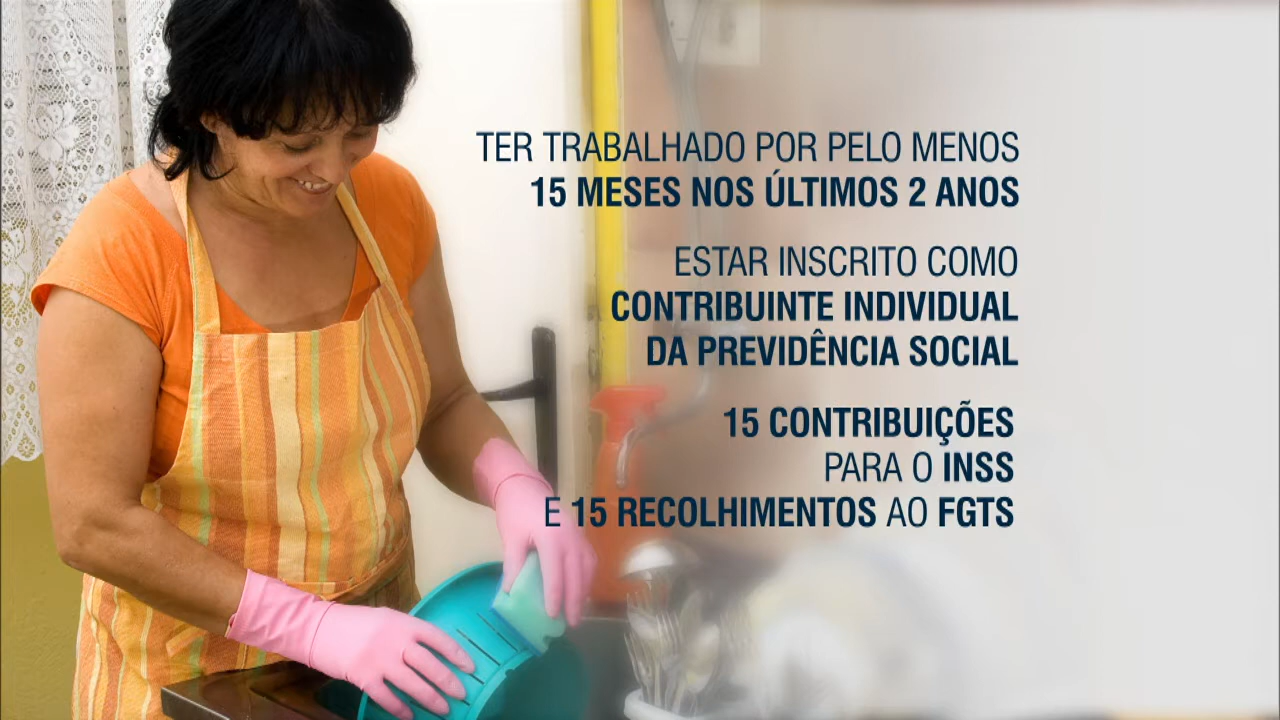 TER TRABALHADO POR PELO MENOS
15 MESES NOS ÚLTIMOS 2 ANOS
ESTAR INSCRITO COMO
CONTRIBUINTE INDIVIDUAL
DA PREVIDÊNCIA SOCIAL
15 CONTRIBUIÇÕES
PARA O INSS
E 15 RECOLHIMENTOS AO FGTS